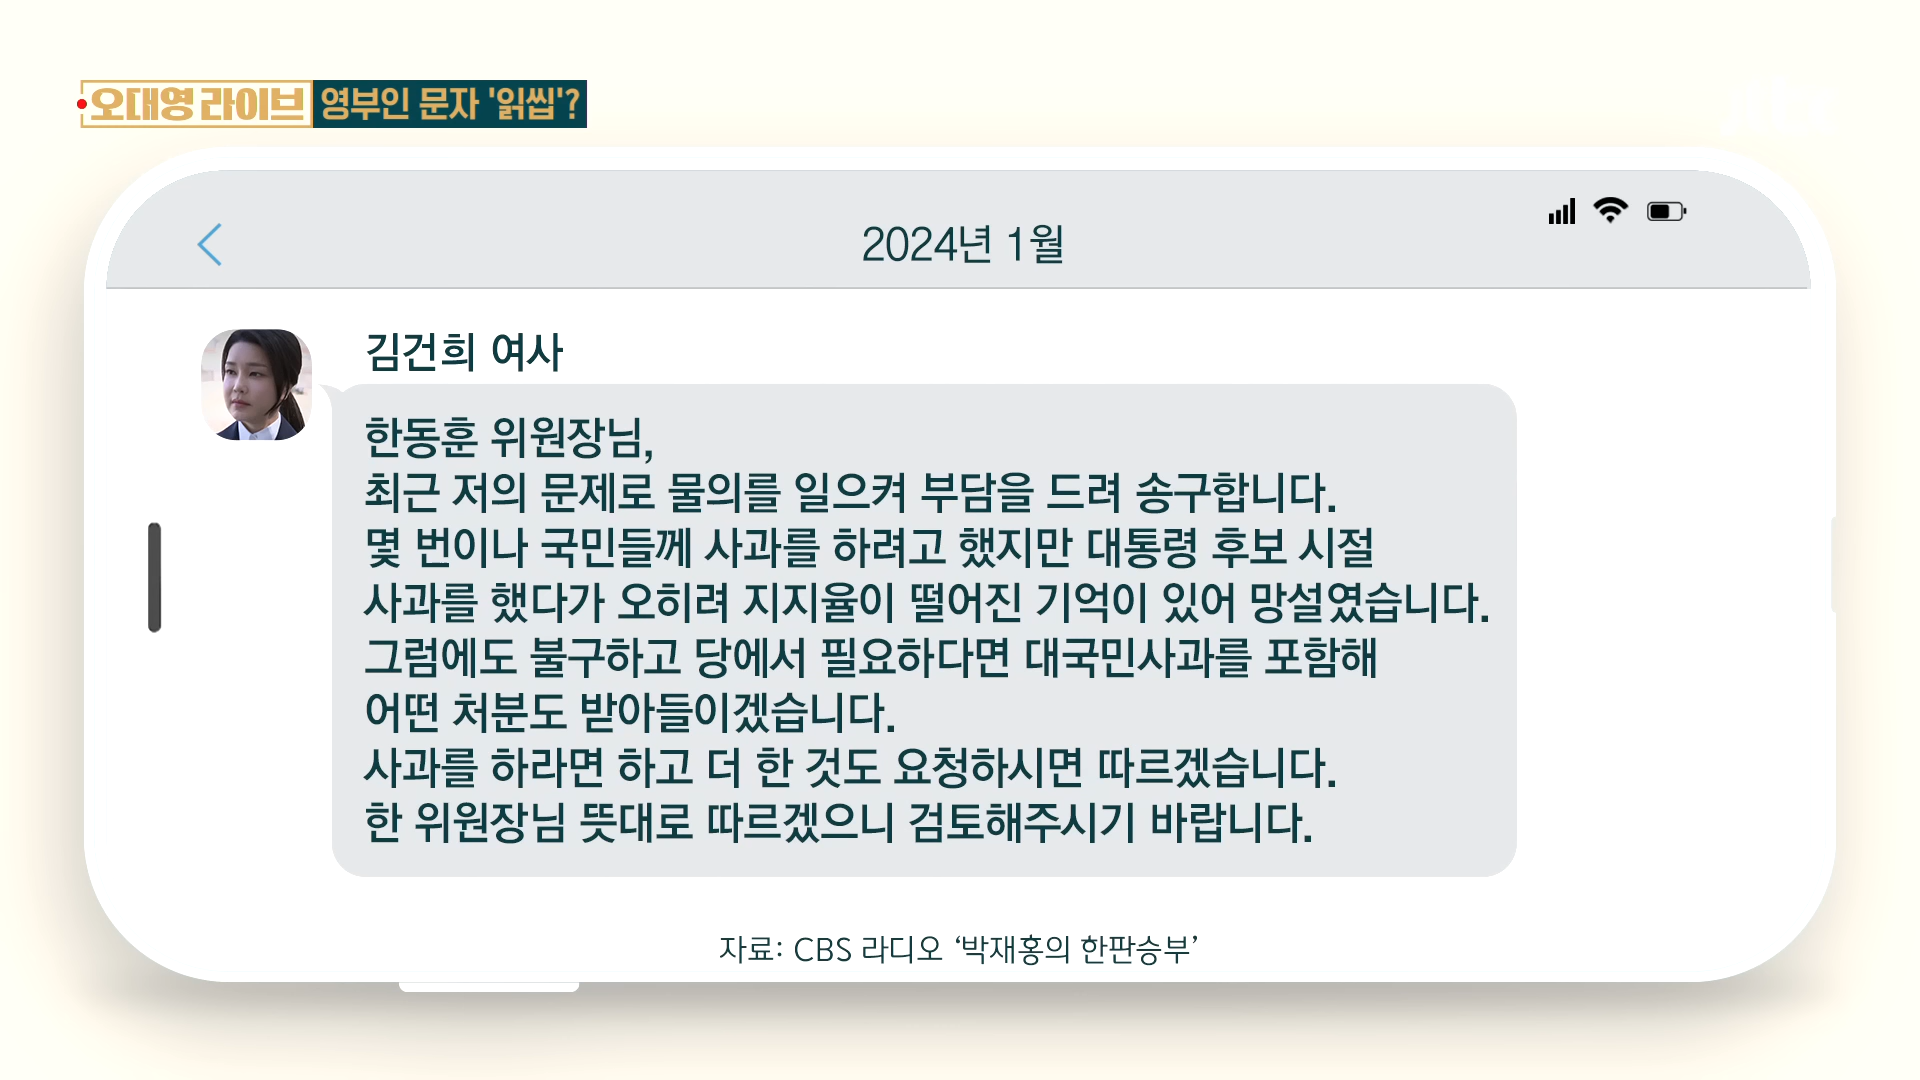 오대영 라이브 영부인 문자 '읽씹'?
2024년 1월
김건희 여사
한동훈 위원장님,
최근 저의 문제로 물의를 일으켜 부담을 드려 송구합니다.
몇 번이나 국민들께 사과를 하려고 했지만 대통령 후보 시절
사과를 했다가 오히려 지지율이 떨어진 기억이 있어 망설였습니다.
그럼에도 불구하고 당에서 필요하다면 대국민사과를 포함해
어떤 처분도 받아들이겠습니다.
사과를 하라면 하고 더 한 것도 요청하시면 따르겠습니다.
한 위원장님 뜻대로 따르겠으니 검토해주시기 바랍니다.
자료: CBS 라디오 ‘박재홍의 한판승부’